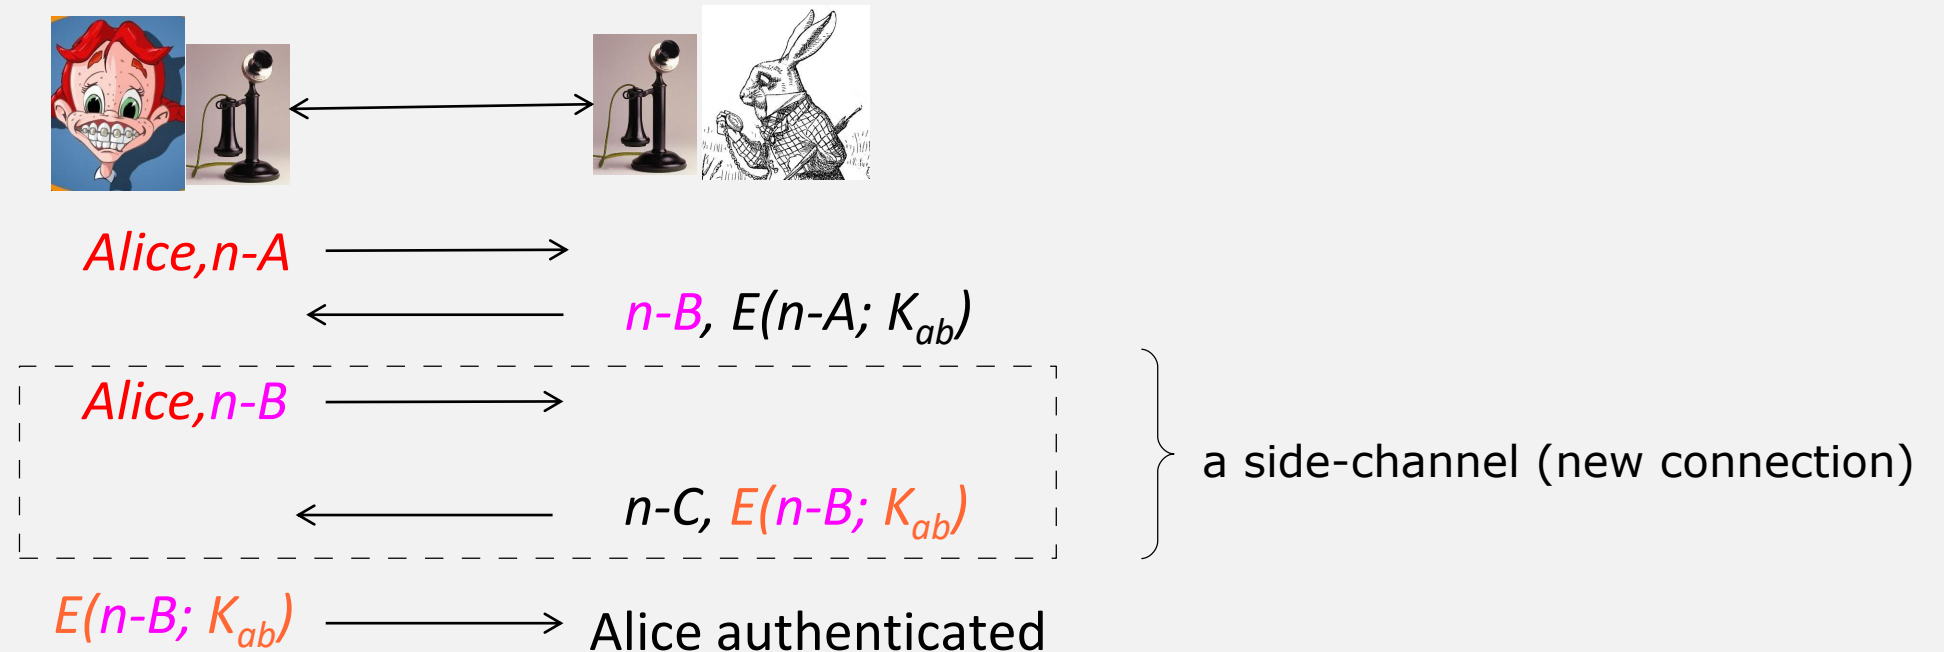 Alice,n-A
n-B, E(n-A; Kab)
Alice,n-B
a side-channel (new connection)
n-C, E(n-B; Kab)
E(n-B; Kab)
Alice authenticated